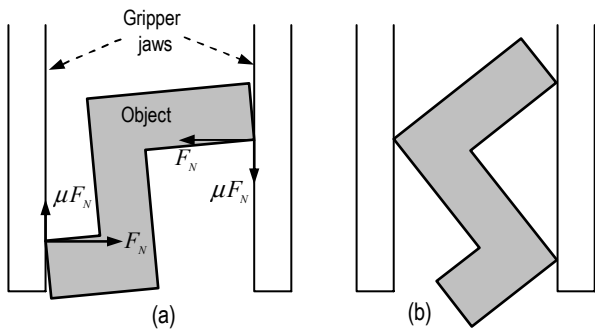 Gripper
jaws
Object
F_N
μF_N
μF_N
F_N
(a)
(b)